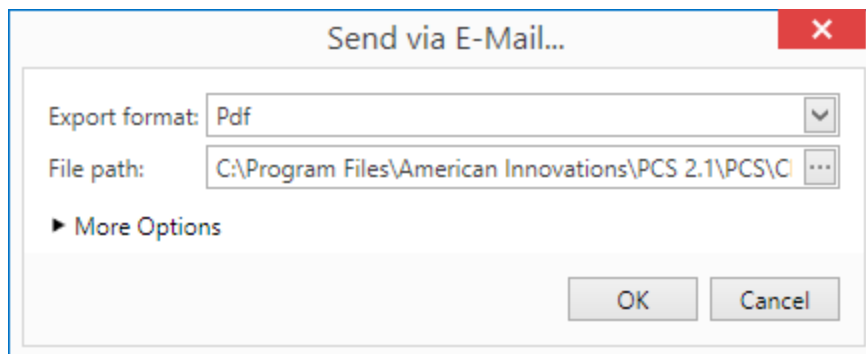 Send via E-Mail...
Export format: Pdf
File path: C:\Program Files\American Innovations\PCS 2.1\PCS\C ...
More Options
OK Cancel